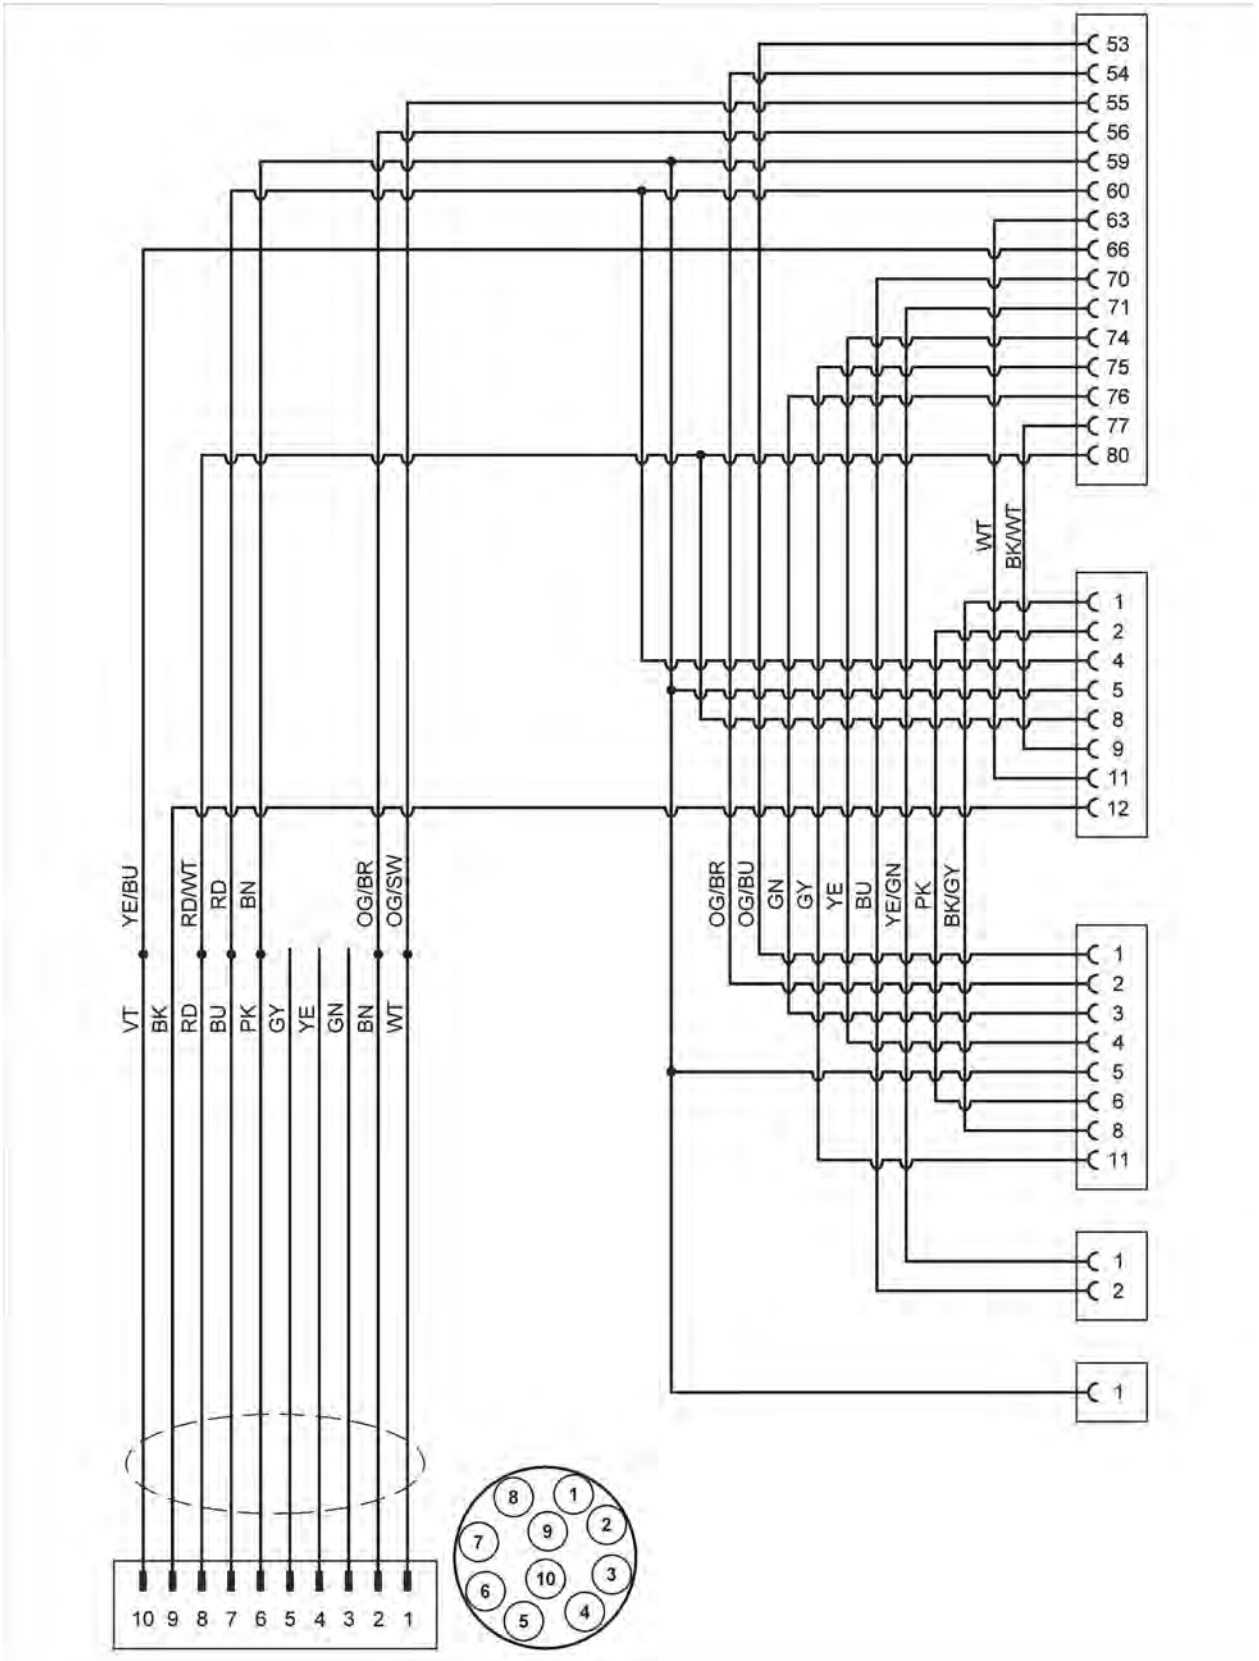 53
54
55
56
59
60
63
66
70
71
74
75
76
77
80
WT
BK/WT
1
2
4
5
8
9
11
12
YE/BU
RD/WT
RD
BN
OG/BR
OG/SW
OG/BR
OG/BU
GN
GY
YE
BU
YE/GN
PK
BK/GY
VT
BK
RD
BU
PK
GY
YE
GN
BN
WT
1
2
3
4
5
6
8
11
1
2
1
10 9 8 7 6 5 4 3 2 1
8 1
9 2
7
10 3
6
5 4